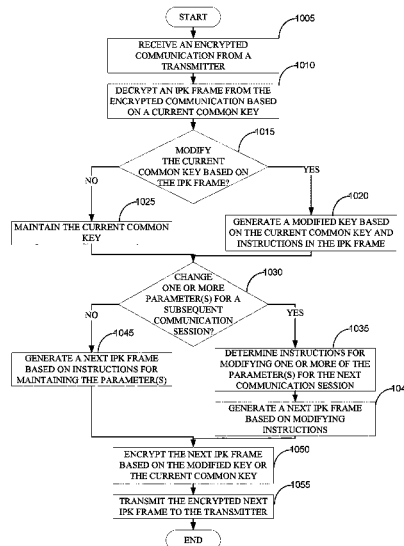 START
1005
RECEIVE AN ENCRYPTED
COMMUNICATION FROM A
TRANSMITTER
1010
DECRYPT AN IPK FRAME FROM THE
ENCRYPTED COMMUNICATION BASED
ON A CURRENT COMMON KEY
1015
MODIFY
THE CURRENT
COMMON KEY BASED ON
THE IPK FRAME?
NO
YES
1025
MAINTAIN THE CURRENT COMMON
KEY
1020
GENERATE A MODIFIED KEY BASED
ON THE CURRENT COMMON KEY AND
INSTRUCTIONS IN THE IPK FRAME
1030
CHANGE
ONE OR MORE
PARAMETER(S) FOR A
SUBSEQUENT
COMMUNICATION
SESSION?
NO
YES
1045
GENERATE A NEXT IPK FRAME
BASED ON INSTRUCTIONS FOR
MAINTAINING THE PARAMETER(S)
1035
DETERMINE INSTRUCTIONS FOR
MODIFYING ONE OR MORE OF THE
PARAMETER(S) FOR THE NEXT
COMMUNICATION SESSION
GENERATE A NEXT IPK FRAME
BASED ON MODIFYING
INSTRUCTIONS
1050
ENCRYPT THE NEXT IPK FRAME
BASED ON THE MODIFIED KEY OR
THE CURRENT COMMON KEY
1055
TRANSMIT THE ENCRYPTED NEXT
IPK FRAME TO THE TRANSMITTER
END